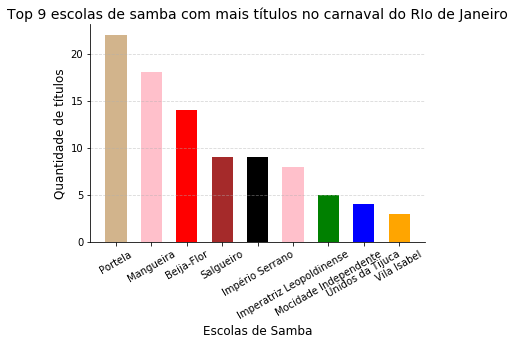 Top 9 escolas de samba com mais títulos no carnaval do RIo de Janeiro
Quantidade de títulos
20
15
10
5
0
Portela
Mangueira
Beija-Flor
Salgueiro
Império Serrano
Imperatriz Leopoldinense
Mocidade Independente
Unidos da Tijuca
Vila Isabel
Escolas de Samba